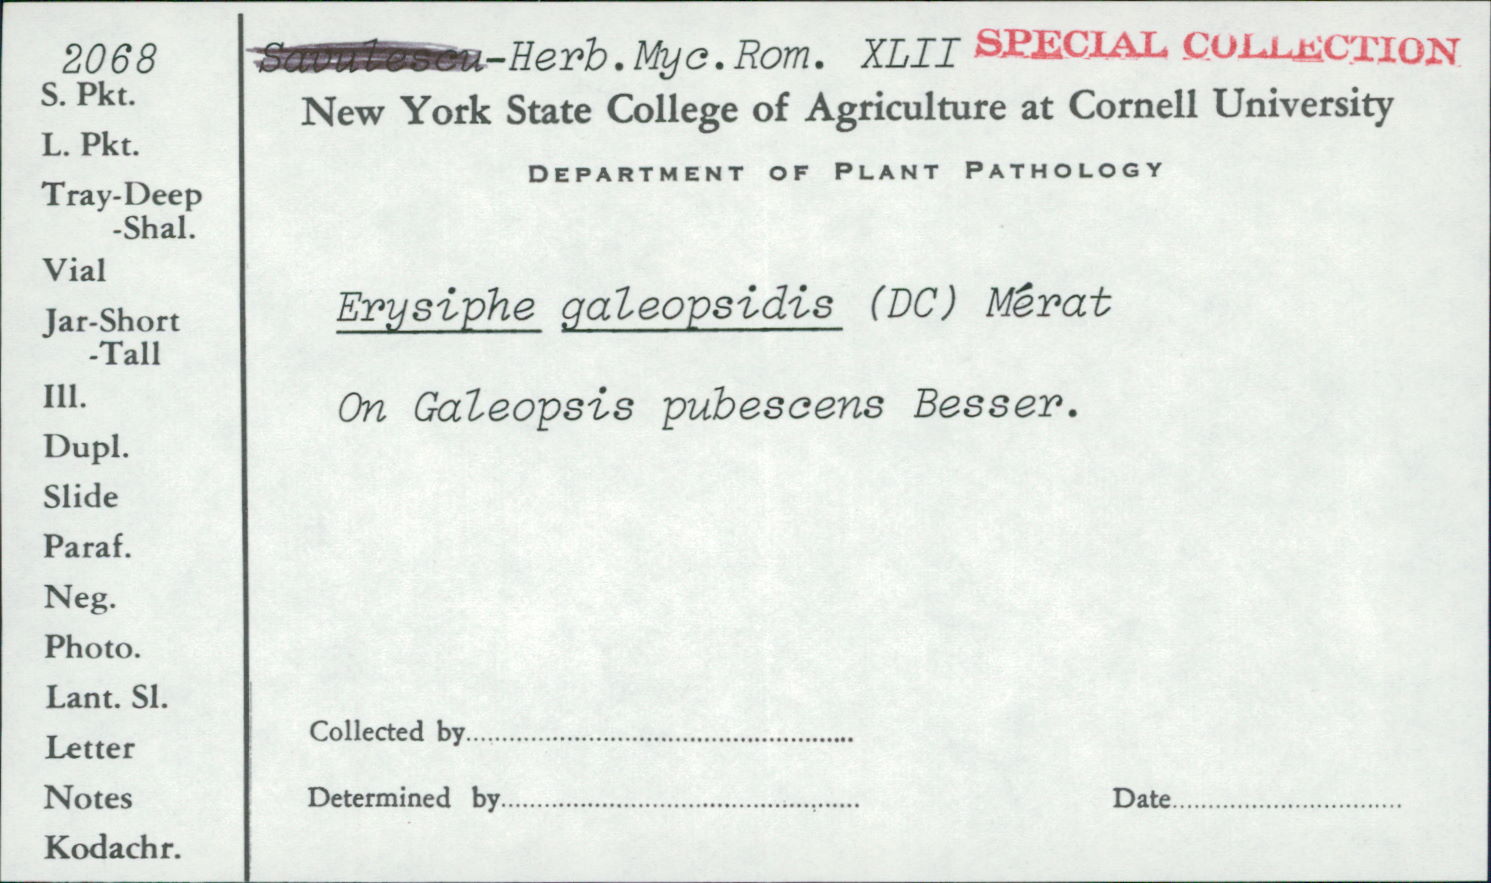 2068
S. Pkt.
L. Pkt.
Tray-Deep
-Shal.
Vial
Jar-Short
-Tall
Ill.
Dupl.
Slide
Paraf.
Neg.
Photo.
Lant. Sl.
Letter
Notes
Kodachr.
Savulescu-Herb.Myc.Rom. XLII SPECIAL COLLECTION
New York State College of Agriculture at Cornell University
DEPARTMENT OF PLANT PATHOLOGY
Erysiphe galeopsidis (DC) Mérat
On Galeopsis pubescens Besser.
Collected by
Determined by
Date